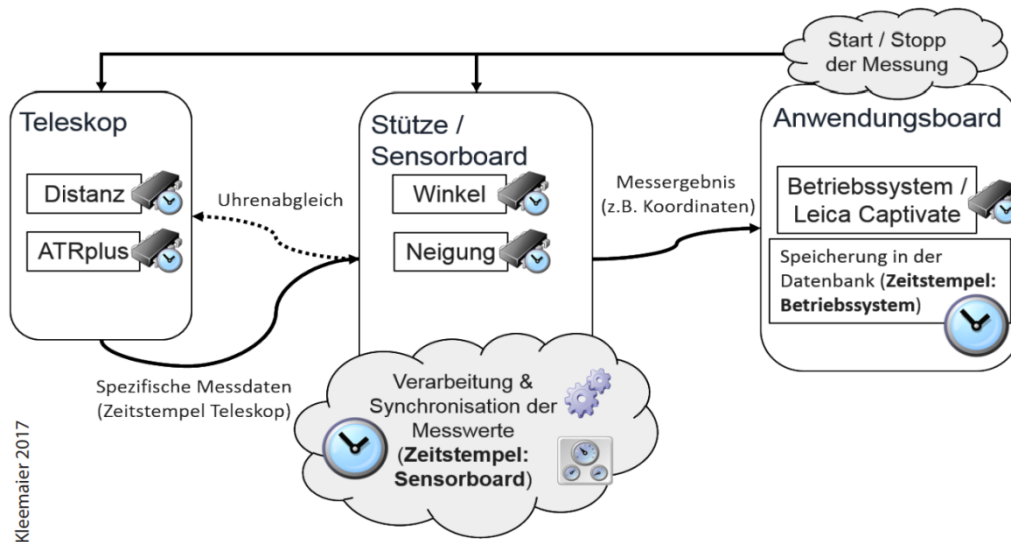 Start / Stopp
der Messung
Teleskop
Distanz
ATRplus
Uhrenabgleich
Spezifische Messdaten
(Zeitstempel Teleskop)
Stütze /
Sensorboard
Winkel
Neigung
Verarbeitung &
Synchronisation der
Messwerte
(Zeitstempel:
Sensorboard)
Messergebnis
(z.B. Koordinaten)
Anwendungsboard
Betriebssystem /
Leica Captivate
Speicherung in der
Datenbank (Zeitstempel:
Betriebssystem)
Kleemaier 2017